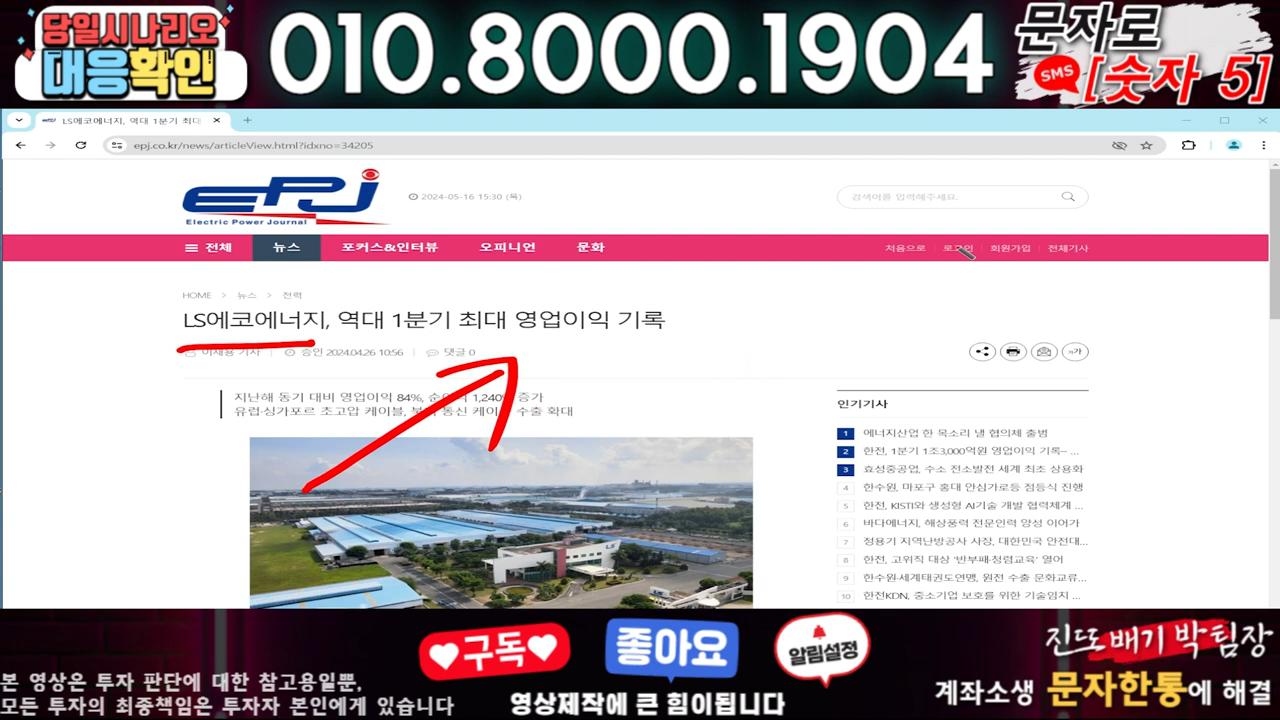 당일시나리오
대응확인
010.8000.1904
문자로
SMS
[숫자 5]
LS에코에너지, 역대 1분기 최대
epj.co.kr/news/articleView.html?idxno=34205
EPJ
Electric Power Journal
2024-05-16 15:30 (목)
검색어를 입력해주세요.
전체
뉴스
포커스&인터뷰
오피니언
문화
처음으로
로그인
회원가입
전체기사
HOME > 뉴스 > 전력
LS에코에너지, 역대 1분기 최대 영업이익 기록
기자
승인 2024.04.26 10:56
댓글 0
가
지난해 동기 대비 영업이익 84%, 1,240% 증가
유럽·싱가포르 초고압 케이블, 통신 수출 확대
인기기사
1 에너지산업 한 목소리 낼 협의체 출범
2 한전, 1분기 1조3,000억원 영업이익 기록- ...
3 효성중공업, 수소 전소발전 세계 최초 상용화
4 한수원, 마포구 홍대 안심가로등 점등식 진행
5 한전, KISTI와 생성형 AI기술 개발 협력체계 ...
6 바다에너지, 해상풍력 전문인력 양성 이어가
7 정용기 지역난방공사 사장, 대한민국 안전대...
8 한전, 고위직 대상 '반부패·청렴교육' 열어
9 한수원·세계태권도연맹, 원전 수출 문화교류...
10 한전KDN, 중소기업 보호를 위한 기술임치 ...
LS
구독
좋아요
알림설정
영상제작에 큰 힘이됩니다
본 영상은 투자 판단에 대한 참고용일뿐,
모든 투자의 최종책임은 투자자 본인에게 있습니다
진또배기 박팀장
계좌소생 문자한통에 해결